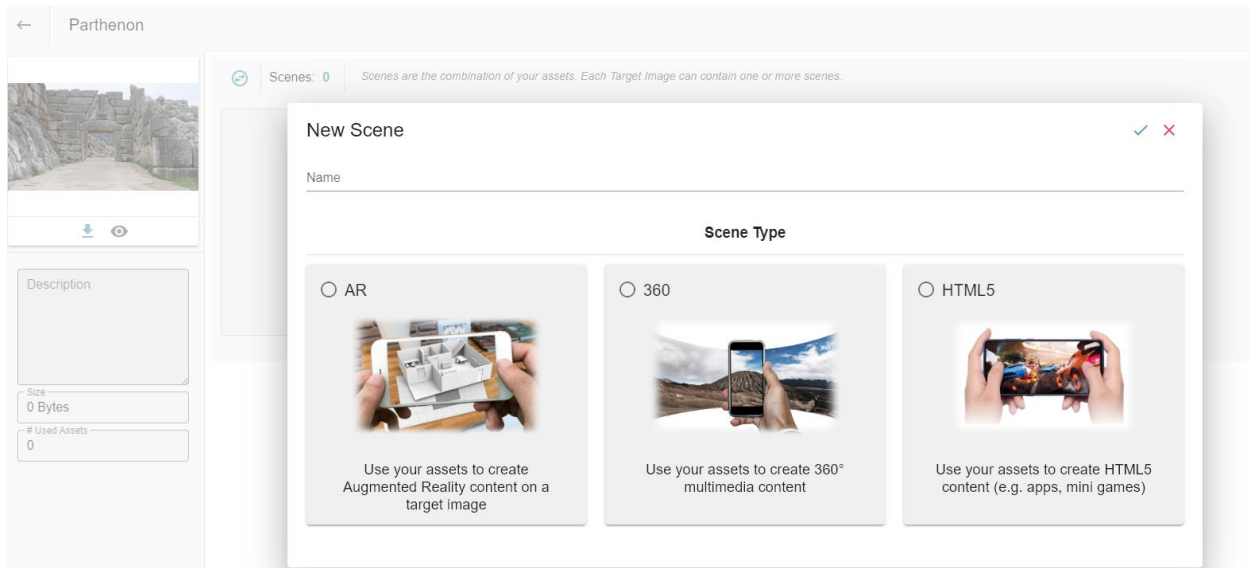 Parthenon
Scenes: 0
Scenes are the combination of your assets. Each Target Image can contain one or more scenes.
New Scene
Name
Scene Type
AR
Use your assets to create
Augmented Reality content on a
target image
360
Use your assets to create 360°
multimedia content
HTML5
Use your assets to create HTML5
content (e.g. apps, mini games)
Description
Size
0 Bytes
# Used Assets
0